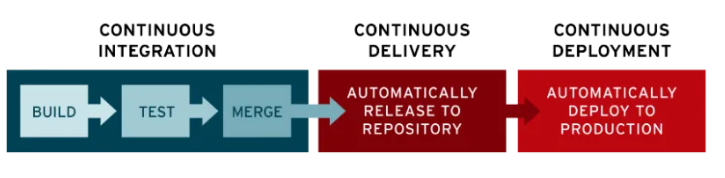 CONTINUOUS
INTEGRATION
CONTINUOUS
DELIVERY
CONTINUOUS
DEPLOYMENT
BUILD
TEST
MERGE
AUTOMATICALLY
RELEASE TO
REPOSITORY
AUTOMATICALLY
DEPLOY TO
PRODUCTION